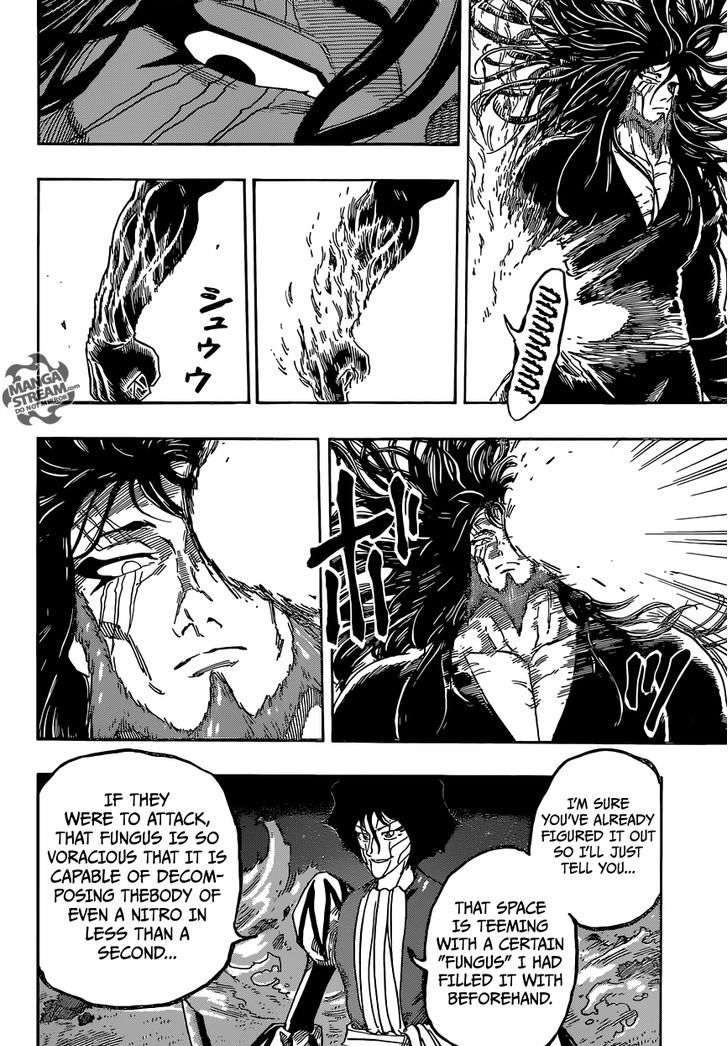 シュウウ
MANGA
STREAM.com
DO NOT MIRROR
ボ
ッ
I'M SURE
YOU'VE ALREADY
FIGURED IT OUT
SO I'LL JUST
TELL YOU...
THAT SPACE
IS TEEMING
WITH A CERTAIN
"FUNGUS" I HAD
FILLED IT WITH
BEFOREHAND.
IF THEY
WERE TO ATTACK,
THAT FUNGUS IS SO
VORACIOUS THAT IT IS
CAPABLE OF DECOM-
POSING THEBODY OF
EVEN A NITRO IN
LESS THAN A
SECOND...